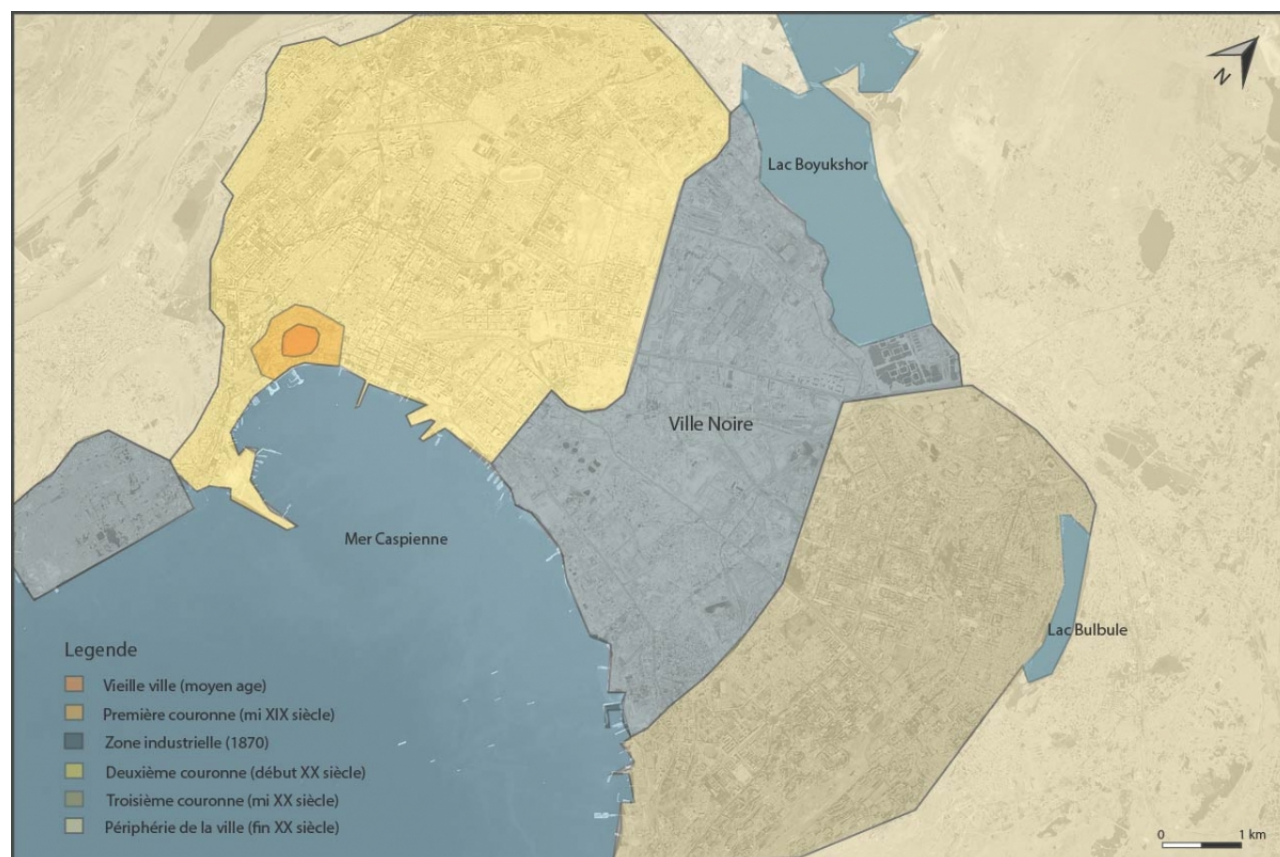 N
Lac Boyukshor
Ville Noire
Mer Caspienne
Lac Bulbule
Legende
Vieille ville (moyen age)
Première couronne (mi XIX siècle)
Zone industrielle (1870)
Deuxième couronne (début XX siècle)
Troisième couronne (mi XX siècle)
Périphérie de la ville (fin XX siècle)
0 1 km